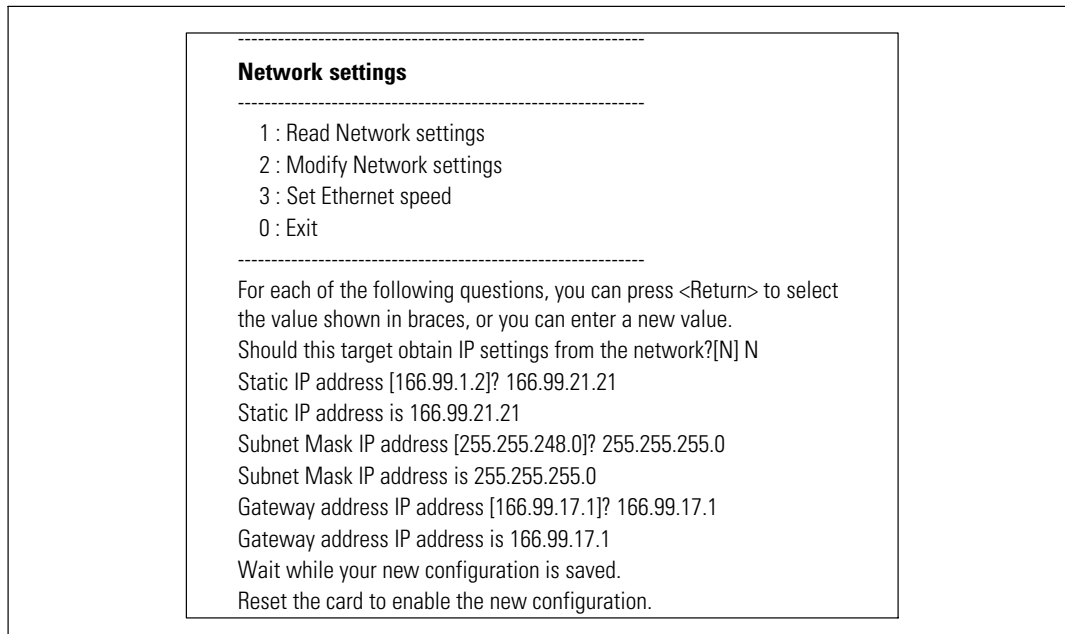 ------------------------------------------------------------
Network settings
------------------------------------------------------------
1 : Read Network settings
2 : Modify Network settings
3 : Set Ethernet speed
0 : Exit
------------------------------------------------------------
For each of the following questions, you can press <Return> to select
the value shown in braces, or you can enter a new value.
Should this target obtain IP settings from the network?[N] N
Static IP address [166.99.1.2]? 166.99.21.21
Static IP address is 166.99.21.21
Subnet Mask IP address [255.255.248.0]? 255.255.255.0
Subnet Mask IP address is 255.255.255.0
Gateway address IP address [166.99.17.1]? 166.99.17.1
Gateway address IP address is 166.99.17.1
Wait while your new configuration is saved.
Reset the card to enable the new configuration.